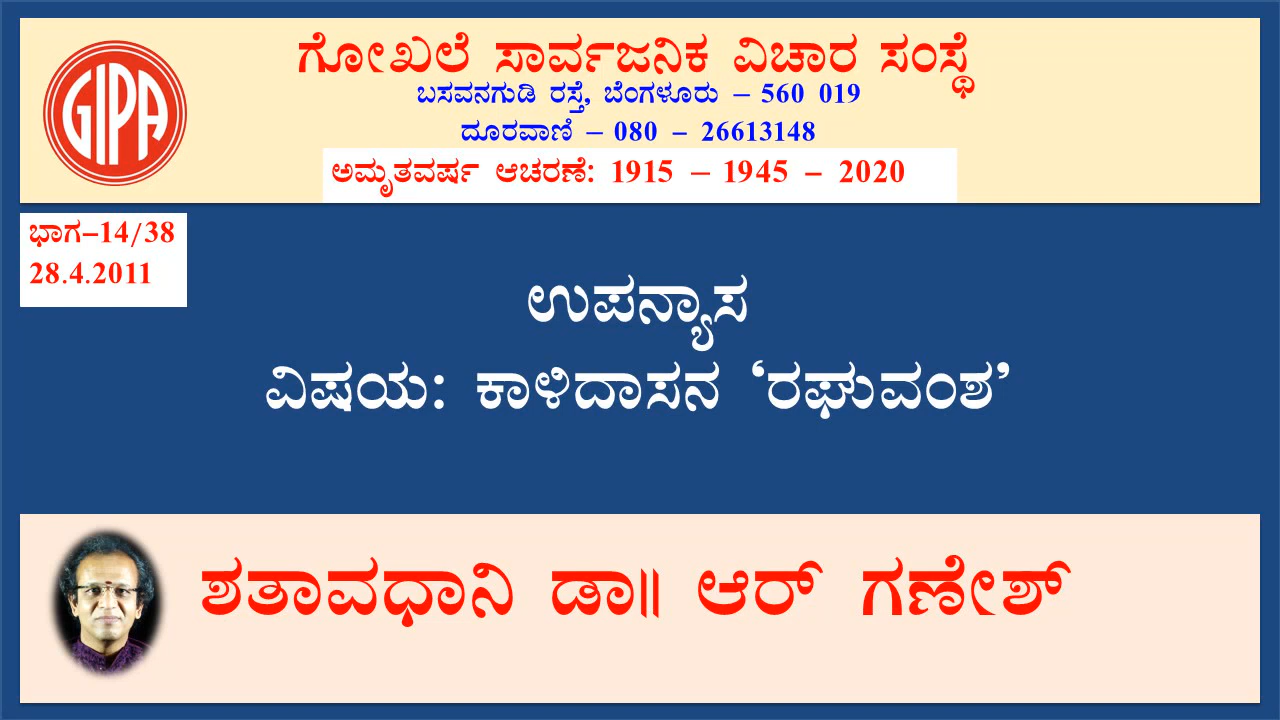 GIPA
ಗೋಖಲೆ ಸಾರ್ವಜನಿಕ ವಿಚಾರ ಸಂಸ್ಥೆ
ಬಸವನಗುಡಿ ರಸ್ತೆ, ಬೆಂಗಳೂರು – 560 019
ದೂರವಾಣಿ – 080 – 26613148
ಅಮೃತವರ್ಷ ಆಚರಣೆ: 1915 – 1945 – 2020
ಭಾಗ–14/38
28.4.2011
ಉಪನ್ಯಾಸ
ವಿಷಯ: ಕಾಳಿದಾಸನ ‘ರಘುವಂಶ’
ಶತಾವಧಾನಿ ಡಾ॥ ಆರ್ ಗಣೇಶ್